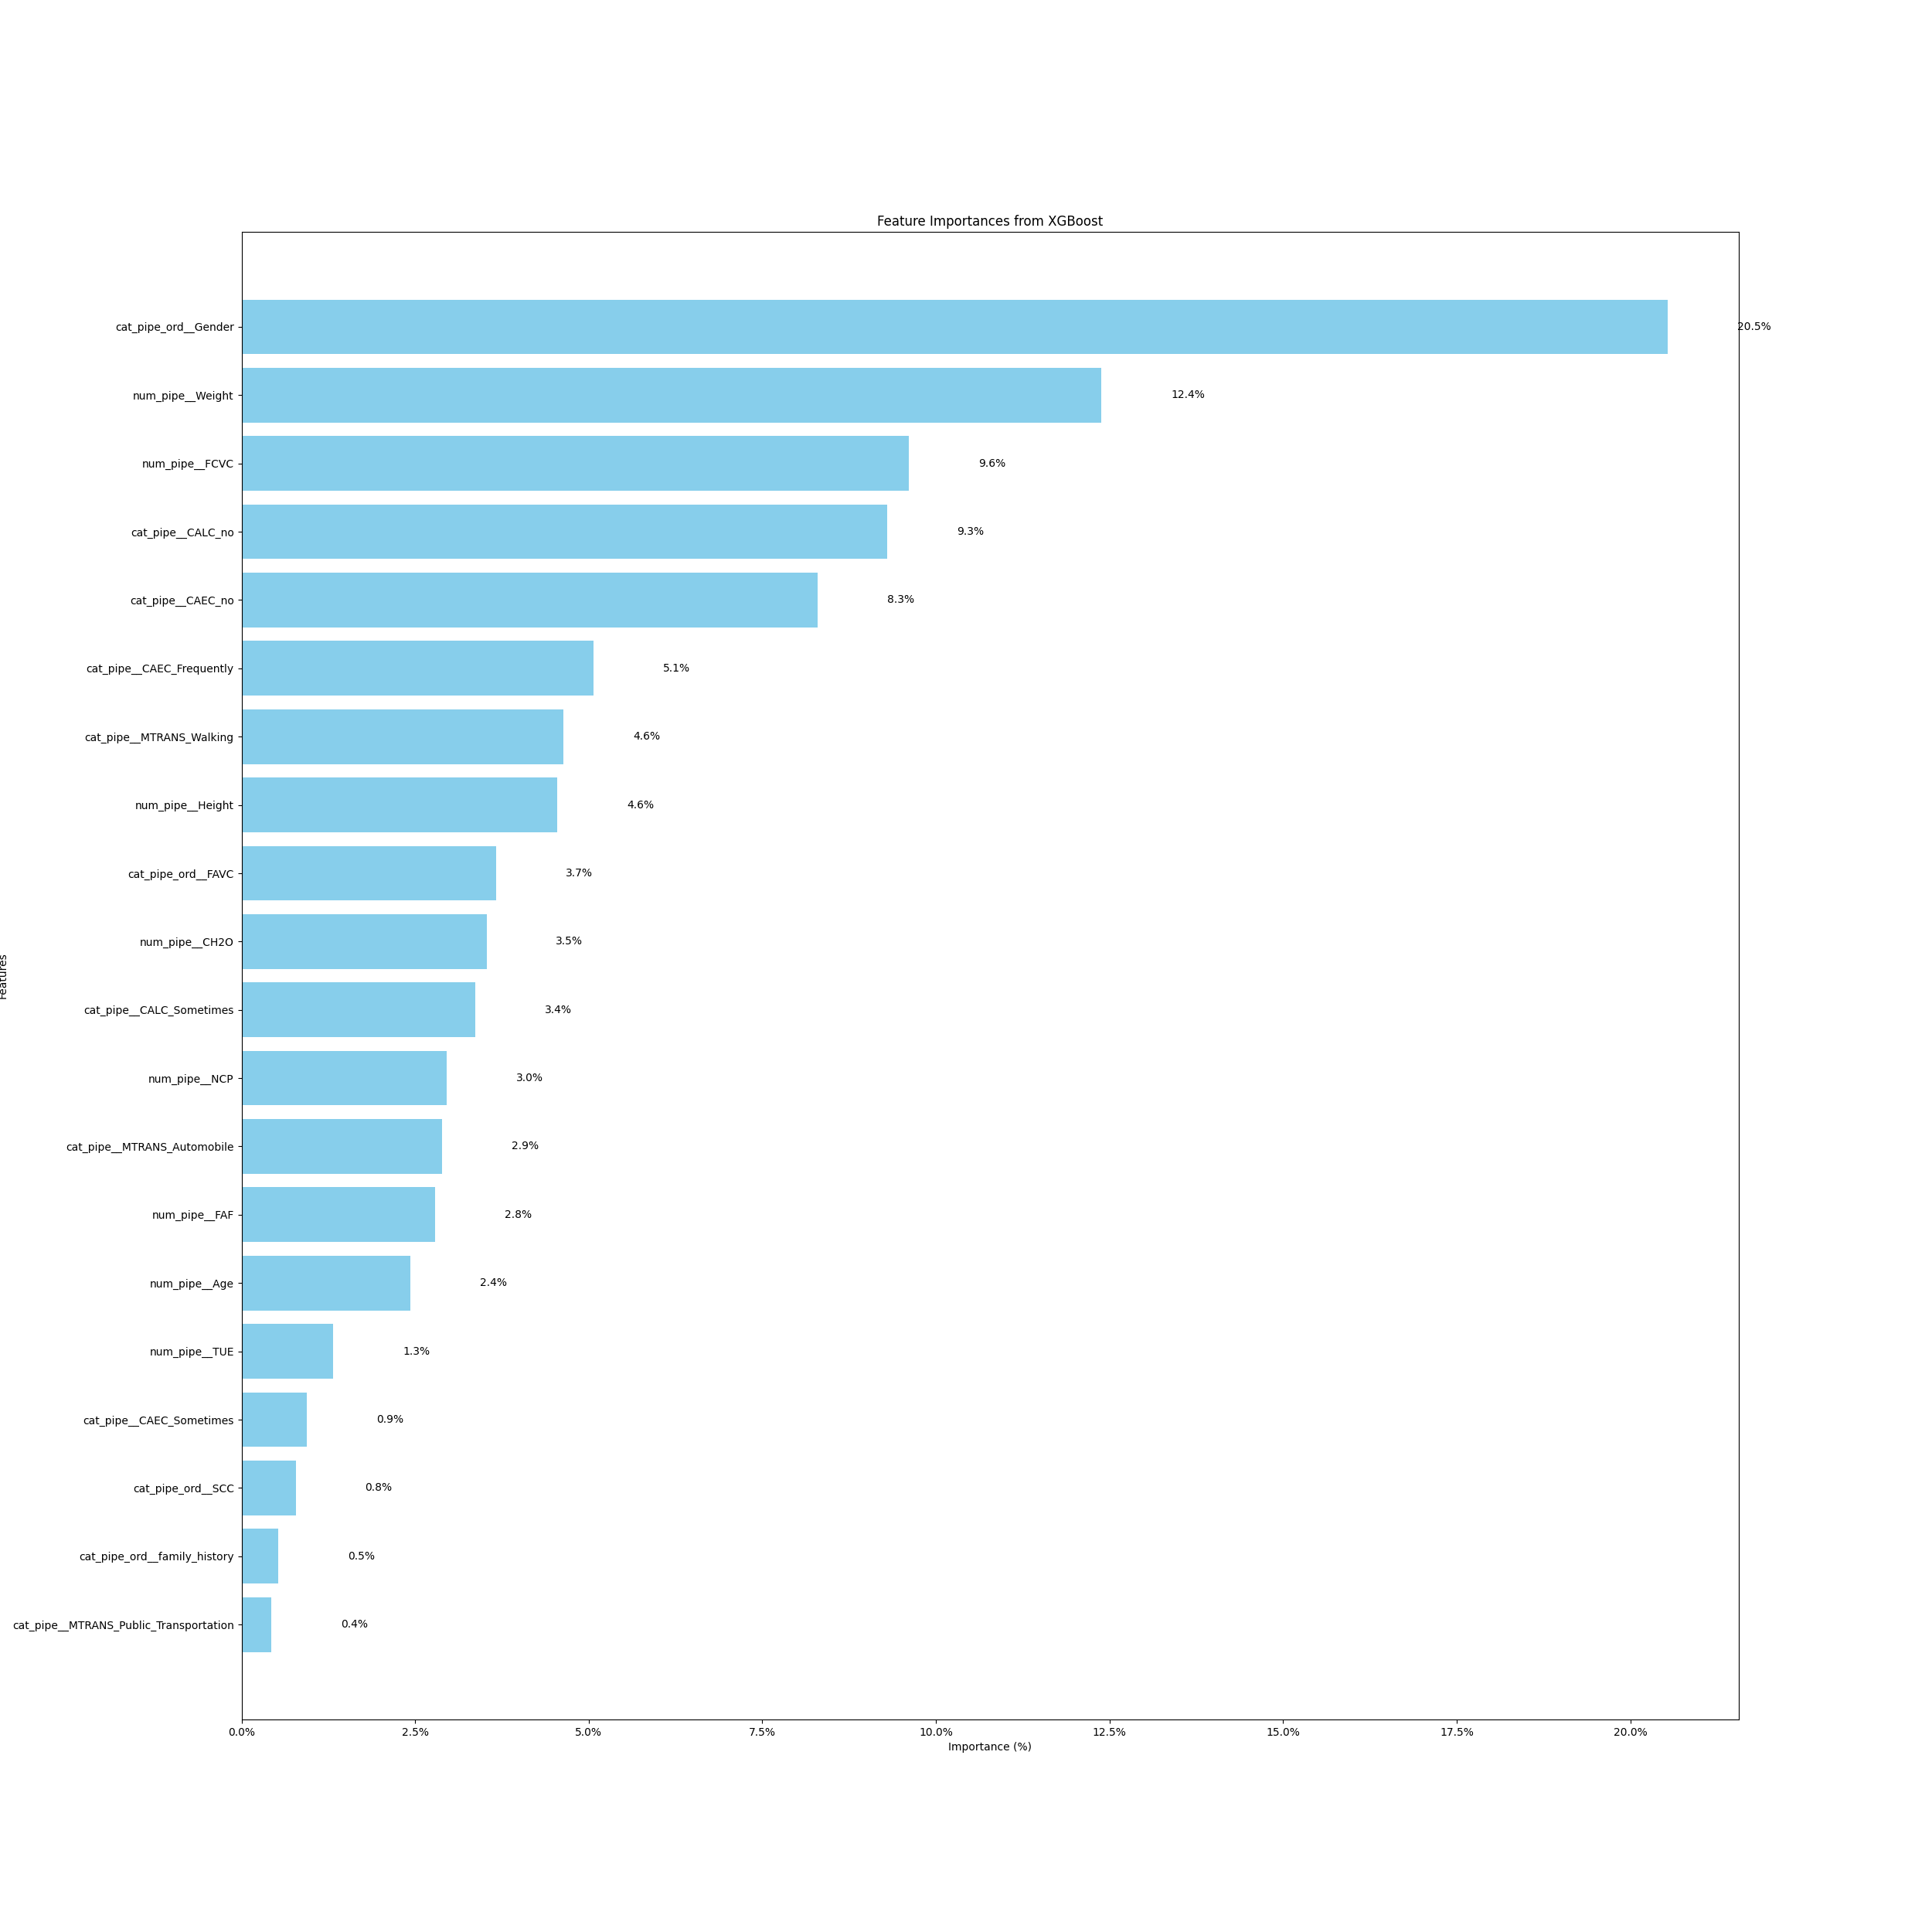 Feature Importances from XGBoost
cat_pipe_ord__Gender 20.5%
num_pipe__Weight 12.4%
num_pipe__FCVC 9.6%
cat_pipe__CALC_no 9.3%
cat_pipe__CAEC_no 8.3%
cat_pipe__CAEC_Frequently 5.1%
cat_pipe__MTRANS_Walking 4.6%
num_pipe__Height 4.6%
cat_pipe_ord__FAVC 3.7%
num_pipe__CH2O 3.5%
cat_pipe__CALC_Sometimes 3.4%
num_pipe__NCP 3.0%
cat_pipe__MTRANS_Automobile 2.9%
num_pipe__FAF 2.8%
num_pipe__Age 2.4%
num_pipe__TUE 1.3%
cat_pipe__CAEC_Sometimes 0.9%
cat_pipe_ord__SCC 0.8%
cat_pipe_ord__family_history 0.5%
cat_pipe__MTRANS_Public_Transportation 0.4%
0.0% 2.5% 5.0% 7.5% 10.0% 12.5% 15.0% 17.5% 20.0%
Importance (%)
Features